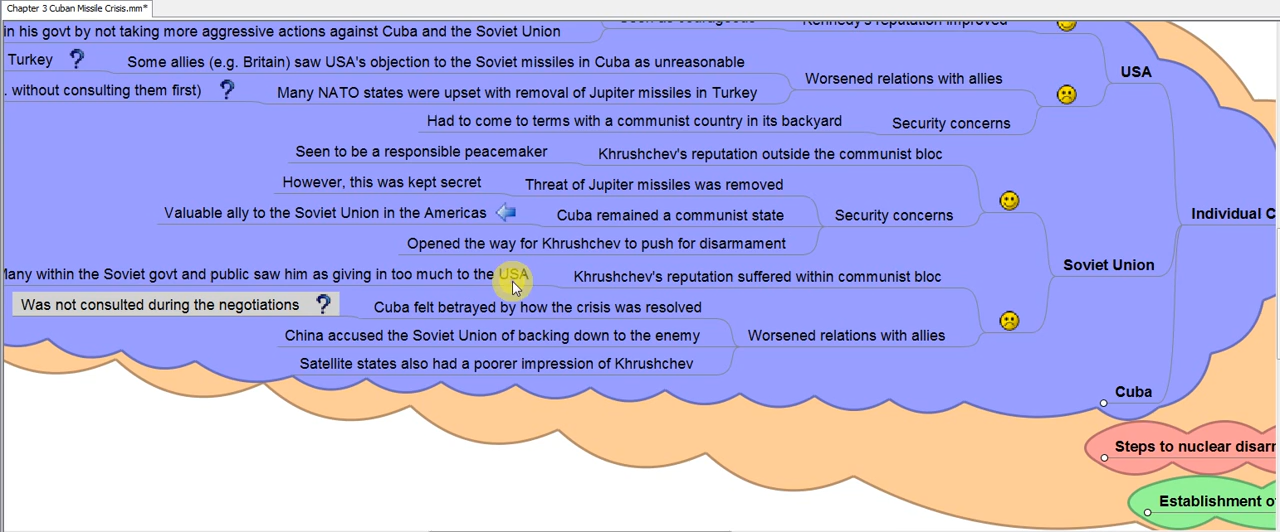 Chapter 3 Cuban Missile Crisis.mm*
Kennedy's reputation improved
in his govt by not taking more aggressive actions against Cuba and the Soviet Union
Turkey
Some allies (e.g. Britain) saw USA's objection to the Soviet missiles in Cuba as unreasonable
USA
Worsened relations with allies
. without consulting them first)
Many NATO states were upset with removal of Jupiter missiles in Turkey
Had to come to terms with a communist country in its backyard
Security concerns
Seen to be a responsible peacemaker
Khrushchev's reputation outside the communist bloc
However, this was kept secret
Threat of Jupiter missiles was removed
Valuable ally to the Soviet Union in the Americas
Cuba remained a communist state
Security concerns
Individual C
Opened the way for Khrushchev to push for disarmament
Soviet Union
Many within the Soviet govt and public saw him as giving in too much to the USA
Khrushchev's reputation suffered within communist bloc
Was not consulted during the negotiations
Cuba felt betrayed by how the crisis was resolved
China accused the Soviet Union of backing down to the enemy
Worsened relations with allies
Satellite states also had a poorer impression of Khrushchev
Cuba
Steps to nuclear disarm
Establishment of